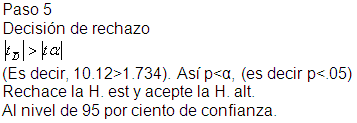 Paso 5
Decisión de rechazo
|t_D̅|>|tα|
(Es decir, 10.12>1.734). Así p<α, (es decir p<.05)
Rechace la H. est y acepte la H. alt.
Al nivel de 95 por ciento de confianza.